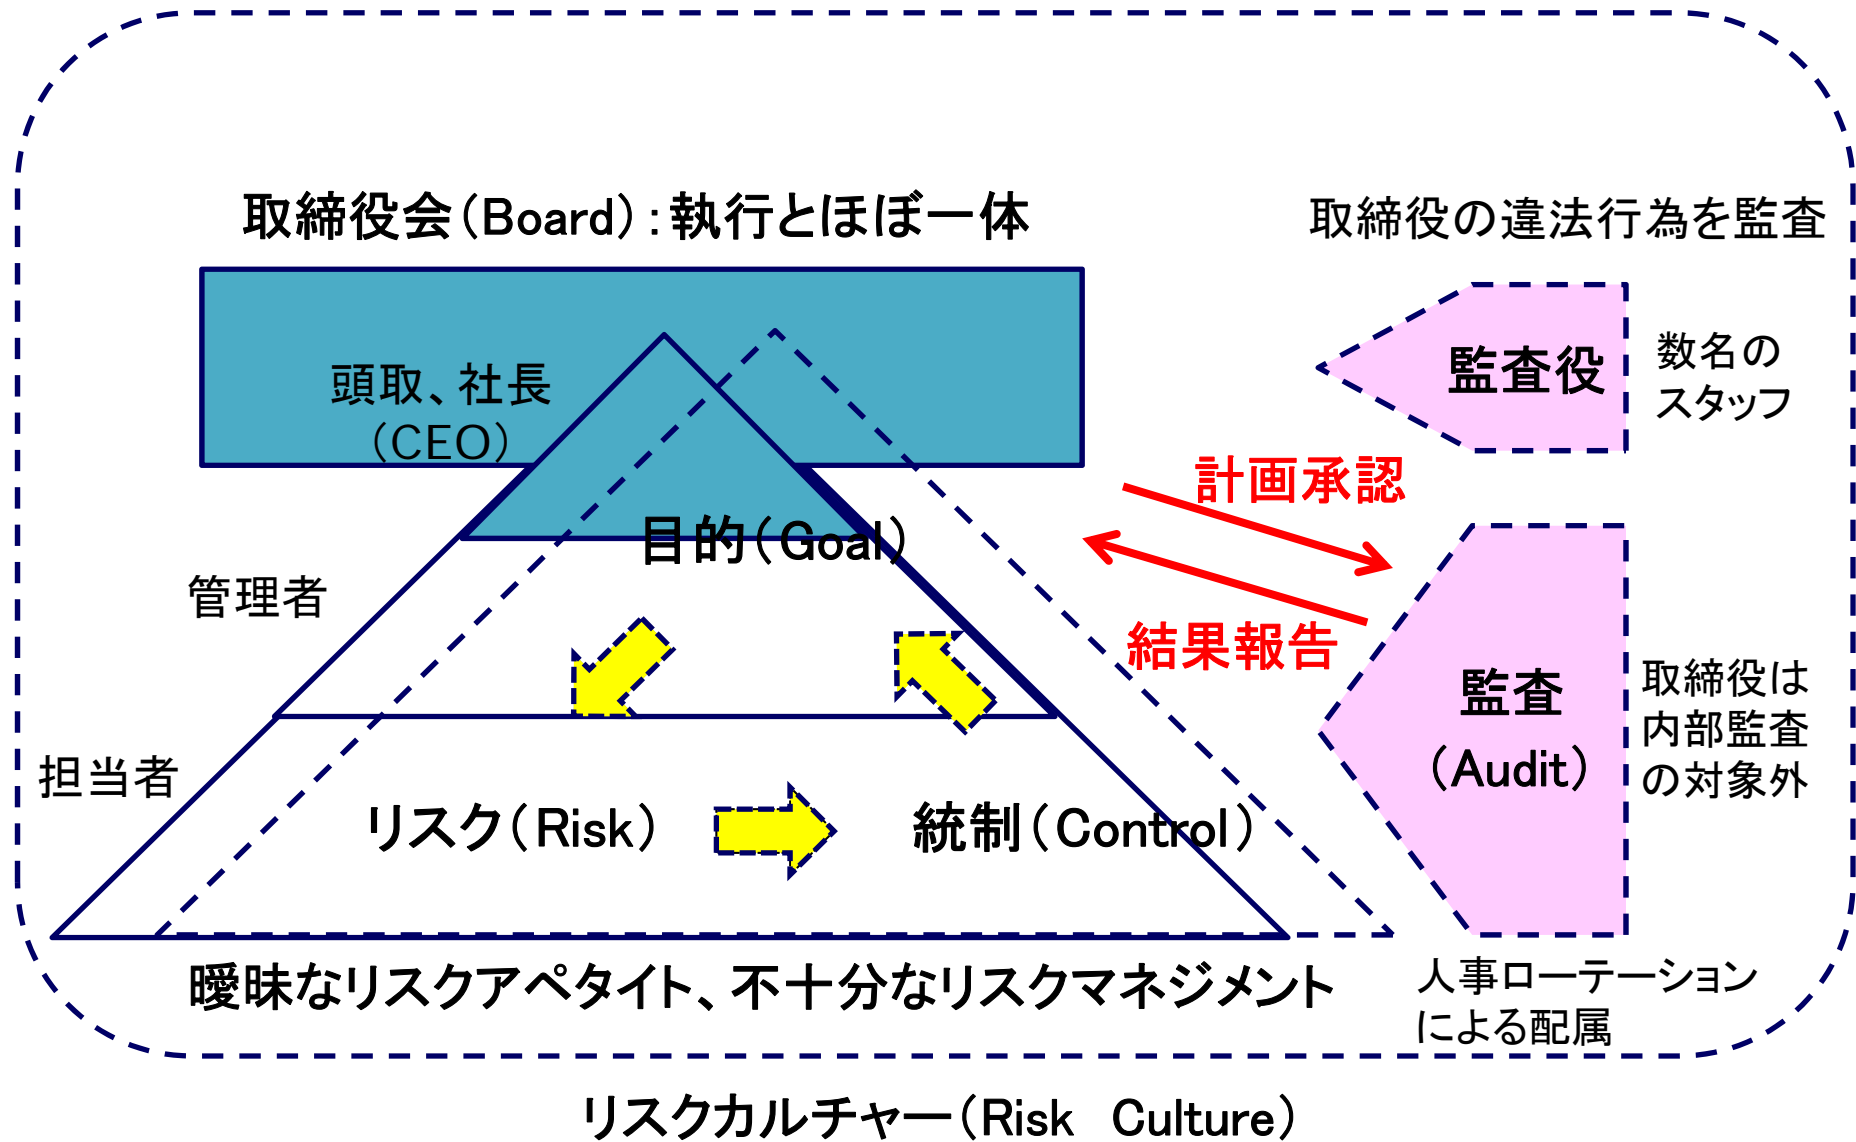 取締役会（Board）：執行とほぼ一体
取締役の違法行為を監査
頭取、社長
（CEO）
監査役
数名の
スタッフ
計画承認
目的（Goal）
管理者
結果報告
監査
（Audit）
取締役は
内部監査
の対象外
担当者
リスク（Risk）
統制（Control）
曖昧なリスクアペタイト、不十分なリスクマネジメント
人事ローテーション
による配属
リスクカルチャー（Risk　Culture）